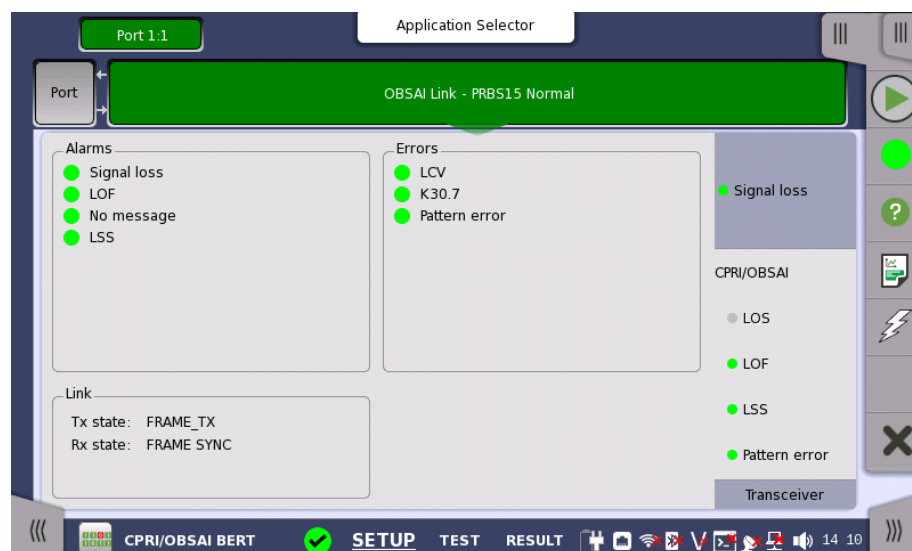 Application Selector
Port 1:1
Port
OBSAI Link - PRBS15 Normal
Alarms
Signal loss
LOF
No message
LSS
Errors
LCV
K30.7
Pattern error
Link
Tx state: FRAME_TX
Rx state: FRAME SYNC
Signal loss
CPRI/OBSAI
LOS
LOF
LSS
Pattern error
Transceiver
CPRI/OBSAI BERT
SETUP
TEST
RESULT
14 10